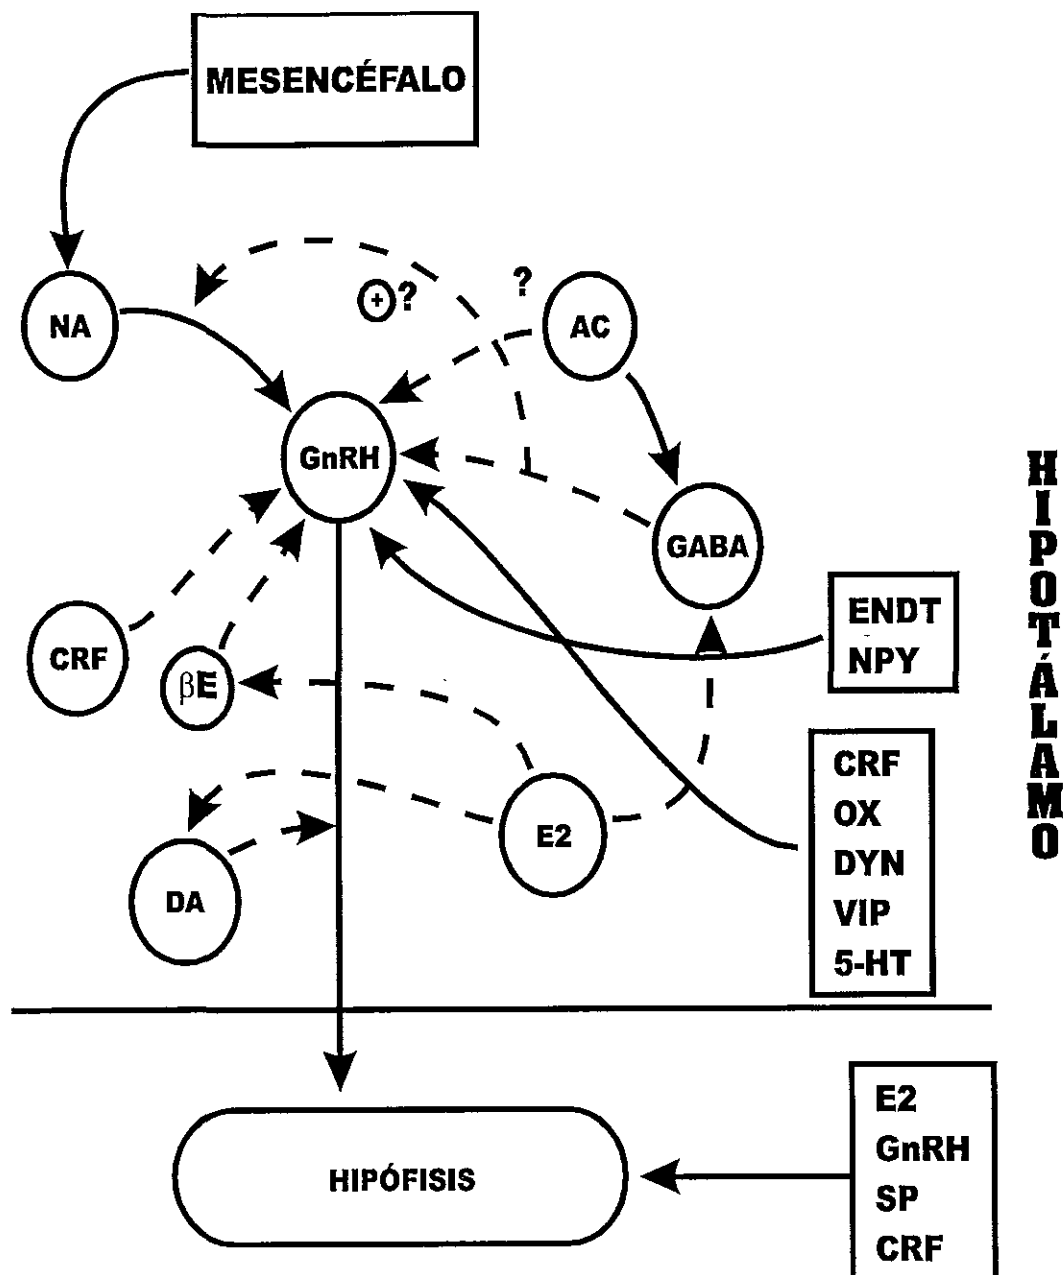 MESENCÉFALO
NA
+?
?
AC
GnRH
GABA
CRF
βE
ENDT
NPY
CRF
OX
DYN
VIP
5-HT
E2
DA
HIPOTÁLAMO
HIPÓFISIS
E2
GnRH
SP
CRF